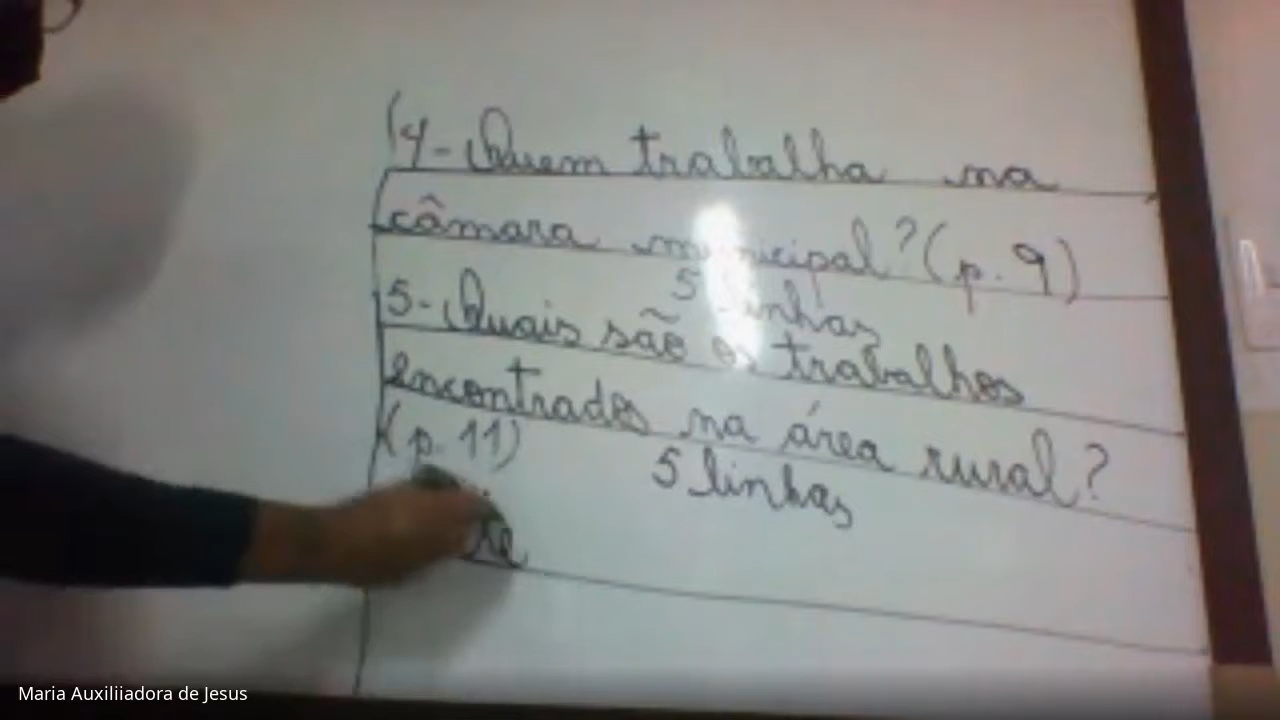 4- Quem trabalha na
câmara municipal? (p. 9)
5 linhas
5- Quais são os trabalhos
encontrados na área rural?
(p. 11) 5 linhas
Maria Auxiliiadora de Jesus